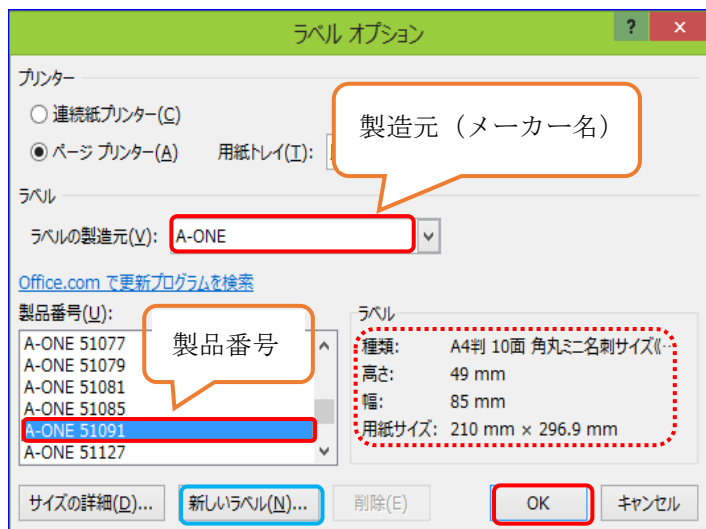 ラベル オプション
? ×
プリンター
連続紙プリンター(C)
製造元（メーカー名）
ページ プリンター(A) 用紙トレイ(T):
ラベル
ラベルの製造元(V): A-ONE
Office.com で更新プログラムを検索
製品番号(U):
A-ONE 51077
A-ONE 51079
A-ONE 51081
A-ONE 51085
A-ONE 51091
A-ONE 51127
製品番号
ラベル
種類: A4判 10面 角丸ミニ名刺サイズ《…
高さ: 49 mm
幅: 85 mm
用紙サイズ: 210 mm × 296.9 mm
サイズの詳細(D)... 新しいラベル(N)... 削除(E) OK キャンセル